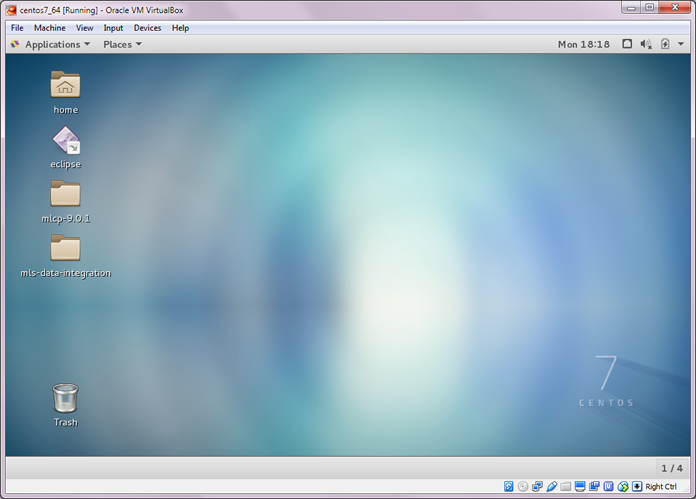 centos7_64 [Running] - Oracle VM VirtualBox
File Machine View Input Devices Help
Applications Places Mon 18:18
home
eclipse
mlcp-9.0.1
mls-data-integration
Trash
7
CENTOS
1 / 4
Right Ctrl